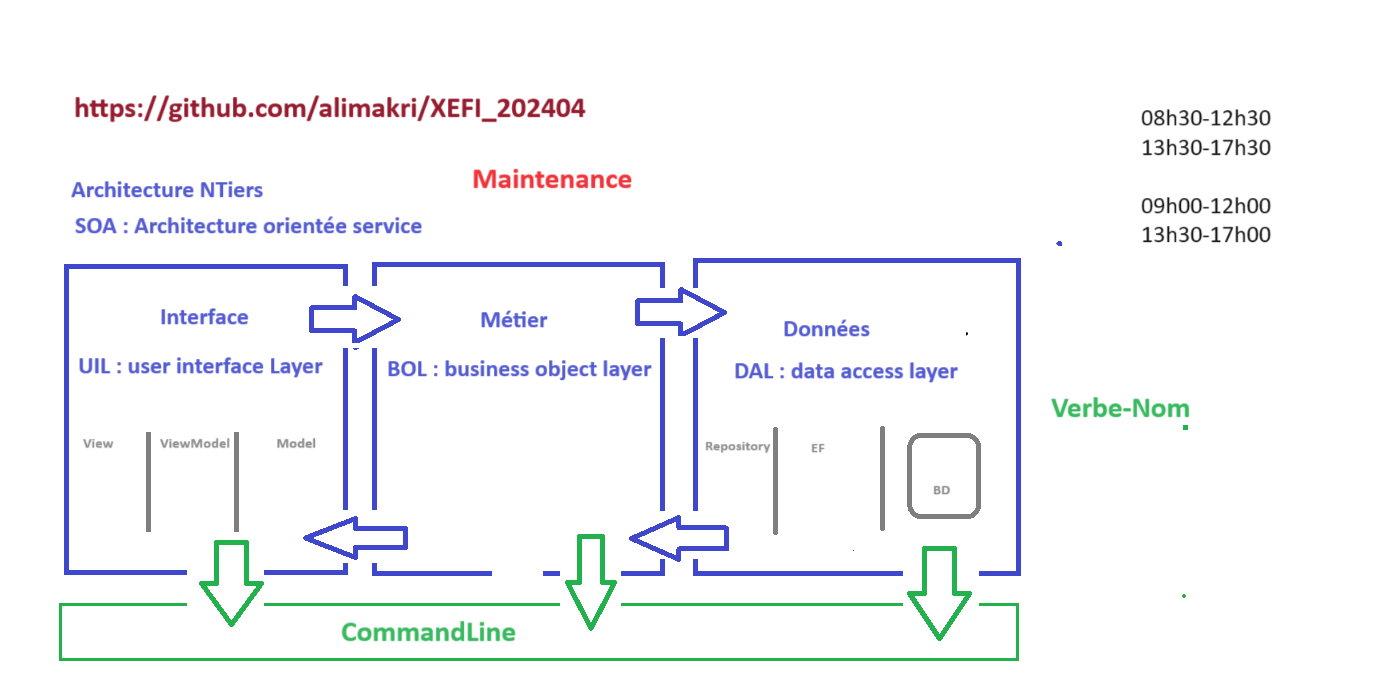 https://github.com/alimakri/XEFI_202404
08h30-12h30
13h30-17h30
Maintenance
Architecture NTiers
09h00-12h00
SOA : Architecture orientée service
13h30-17h00
Interface
Métier
Données
UIL : user interface Layer
BOL : business object layer
DAL : data access layer
Verbe-Nom
View
ViewModel
Model
Repository
EF
BD
CommandLine